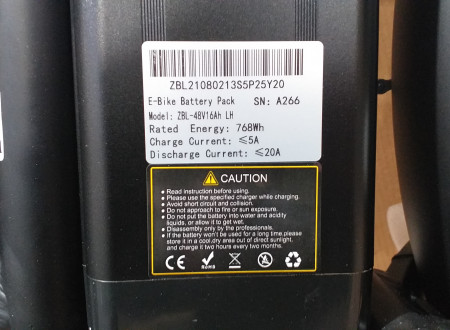 ZBL21080213S5P25Y20
E-Bike Battery Pack SN: A266
Model: ZBL-48V16Ah LH
Rated Energy: 768Wh
Charge Current: ≤5A
Discharge Current: ≤20A
CAUTION
• Read instruction before using.
• Please use the specified charger while charging.
• Avoid short circuit and collision.
• Do not approach to fire or sun exposure.
• Do not put the battery into water and acidity
liquids, or allow it to get wet.
• Disassembly only by the professionals.
• If the battery won't be used for a long time,please
store it in a cool,dry area out of direct sunlight,
and charge it two hours every two months.
CE RoHS